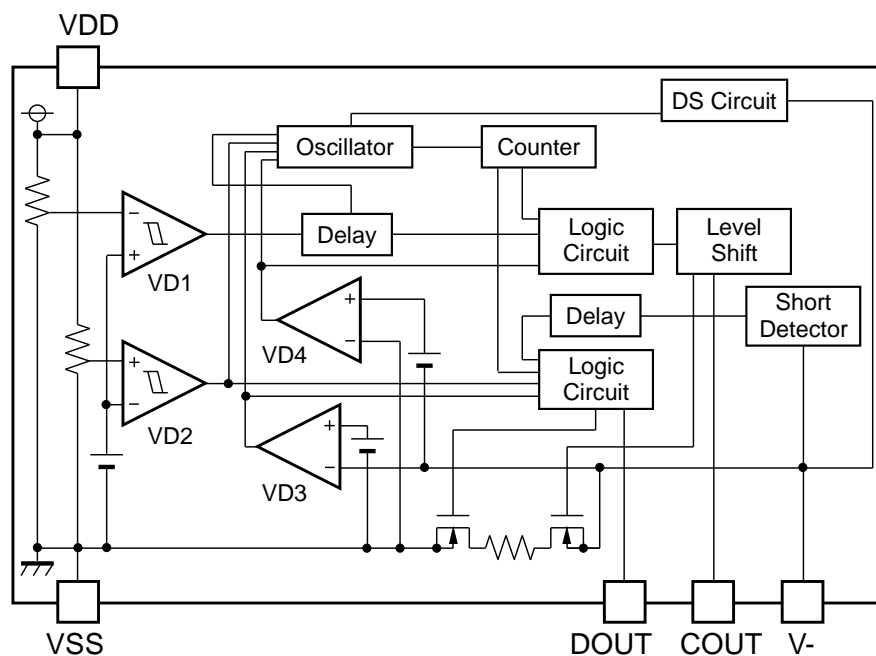 VDD
DS Circuit
Oscillator
Counter
Delay
Logic
Circuit
Level
Shift
−
+
VD1
+
−
VD4
Delay
Short
Detector
+
−
VD2
Logic
Circuit
+
−
VD3
VSS
DOUT
COUT
V-